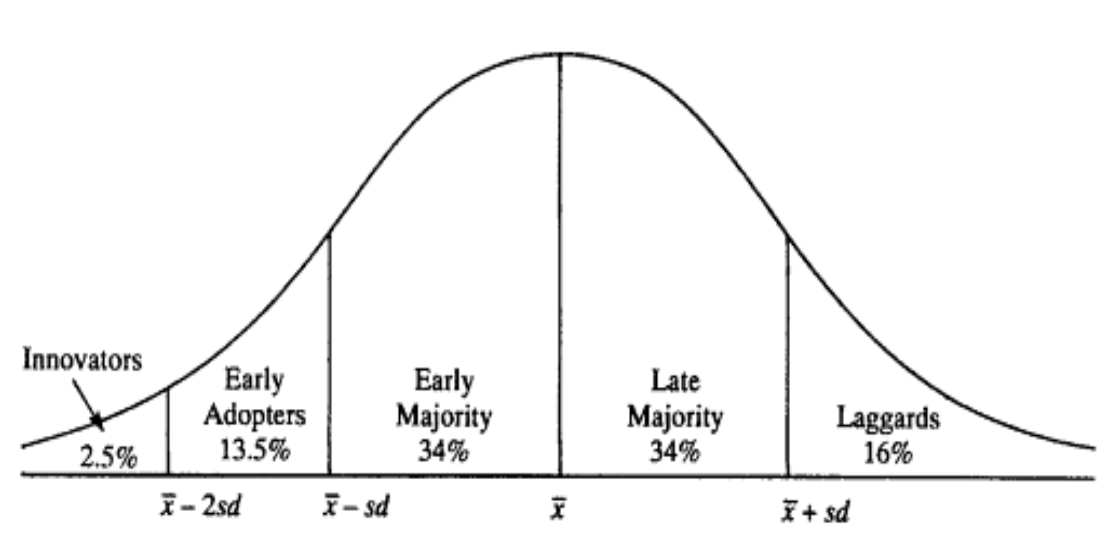 Innovators
2.5%
Early
Adopters
13.5%
Early
Majority
34%
Late
Majority
34%
Laggards
16%
x̅ – 2sd
x̅ – sd
x̅
x̅ + sd